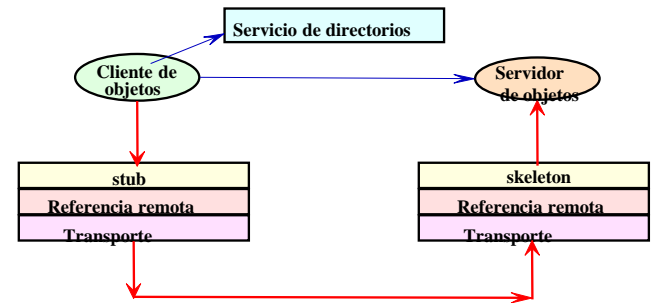 Servicio de directorios
Cliente de
objetos
Servidor
de objetos
stub
Referencia remota
Transporte
skeleton
Referencia remota
Transporte